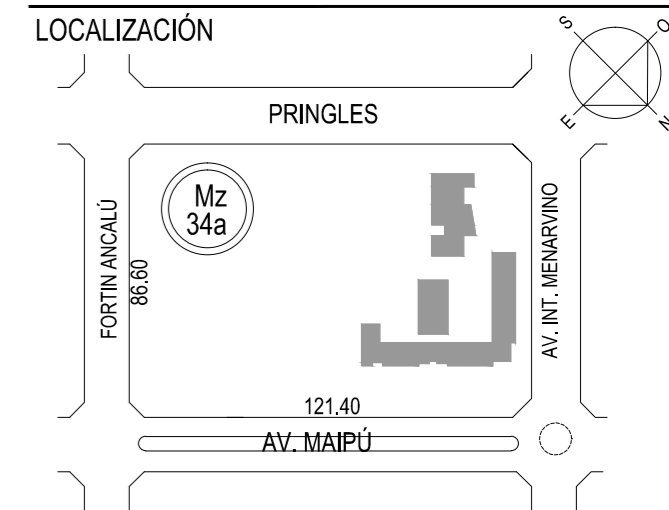 LOCALIZACIÓN
S
O
E
N
PRINGLES
Mz
34a
FORTIN ANCALÚ
86.60
AV. INT. MENARVINO
121.40
AV. MAIPÚ